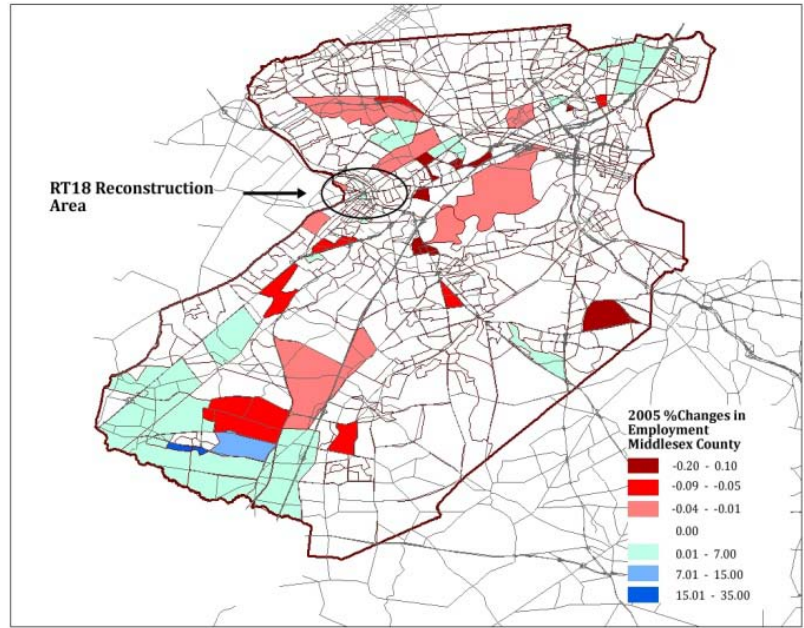 RT18 Reconstruction
Area
2005 %Changes in
Employment
Middlesex County
-0.20 - 0.10
-0.09 - -0.05
-0.04 - -0.01
0.00
0.01 - 7.00
7.01 - 15.00
15.01 - 35.00